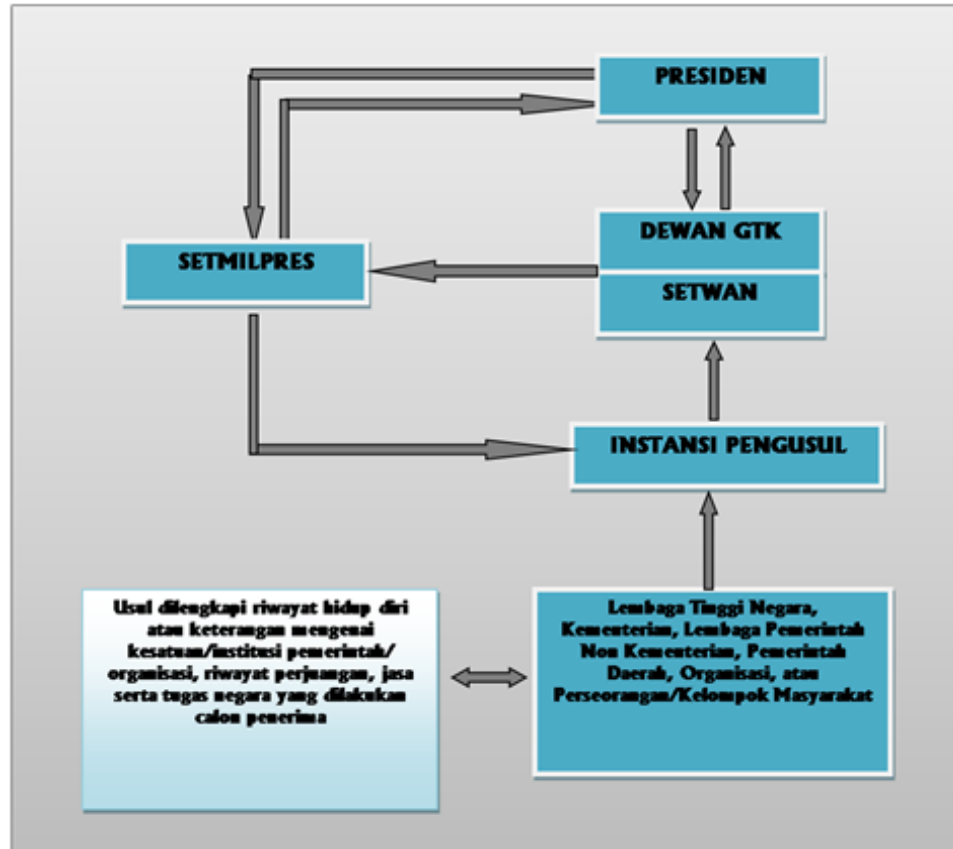 PRESIDEN
DEWAN GTK
SETMILPRES
SETWAN
INSTANSI PENGUSUL
Usul dilengkapi riwayat hidup diri
atau keterangan mengenai
kesatuan/institusi pemerintah/
organisasi, riwayat perjuangan, jasa
serta tugas negara yang dilakukan
calon penerima
Lembaga Tinggi Negara,
Kementerian, Lembaga Pemerintah
Non Kementerian, Pemerintah
Daerah, Organisasi, atau
Perseorangan/Kelompok Masyarakat